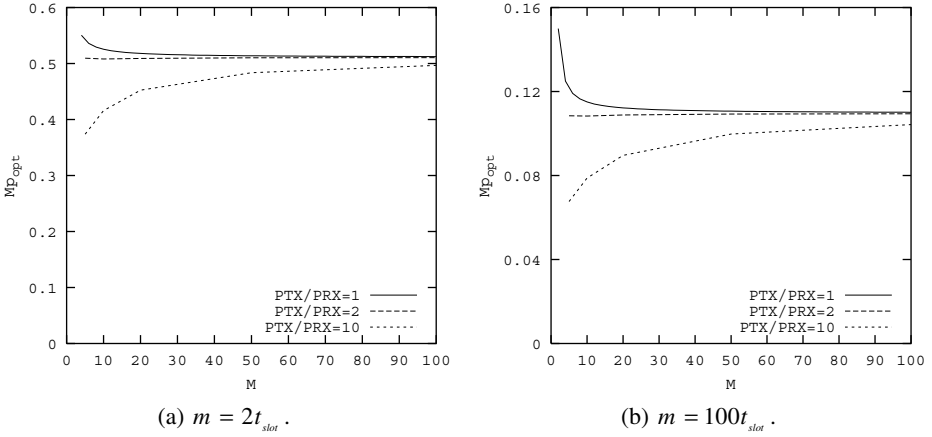 0.6
0.5
0.4
0.3
0.2
0.1
0
Mp_opt
PTX/PRX=1
PTX/PRX=2
PTX/PRX=10
0 10 20 30 40 50 60 70 80 90 100
M
(a) m = 2t_slot .
0.16
0.12
0.08
0.04
0
Mp_opt
PTX/PRX=1
PTX/PRX=2
PTX/PRX=10
0 10 20 30 40 50 60 70 80 90 100
M
(b) m = 100t_slot .